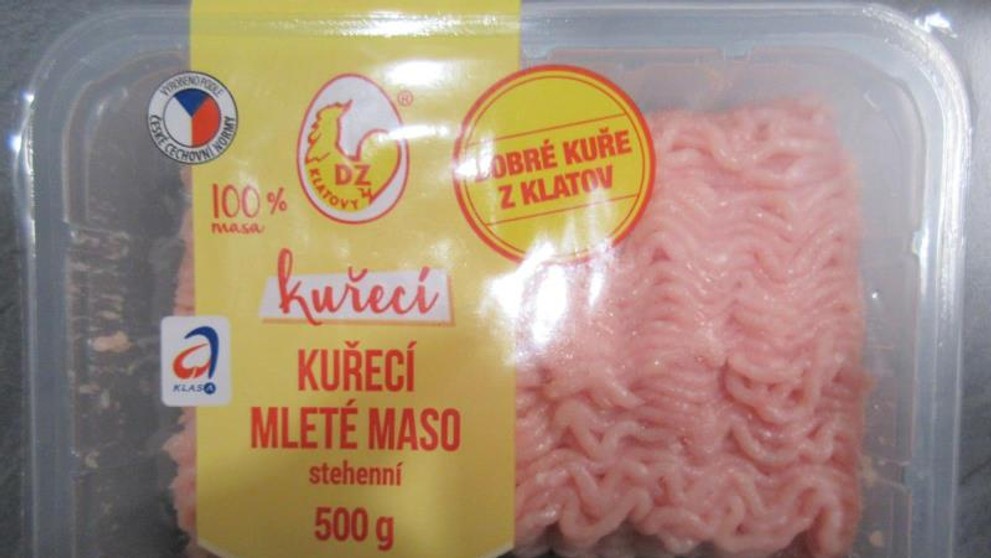 VYROBENO PODLE
ČESKÉ CECHOVNÍ NORMY
®
DZ
KLATOVY
DOBRÉ KUŘE
Z KLATOV
100 %
masa
kuřecí
KLASA
KUŘECÍ
MLETÉ MASO
stehenní
500 g